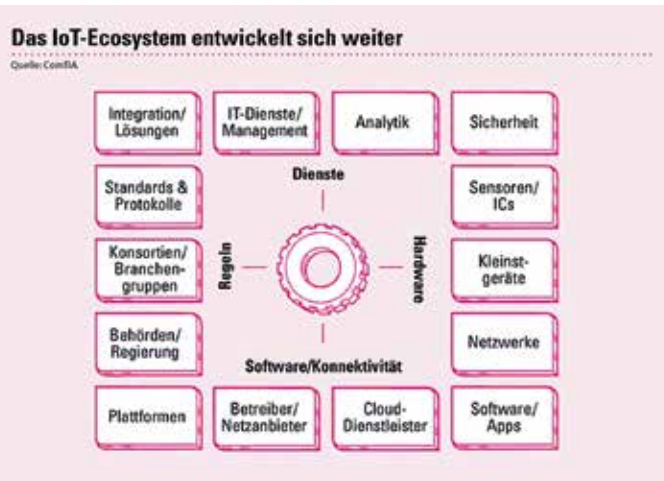 Das IoT-Ecosystem entwickelt sich weiter
Quelle: CompTIA
Integration/
Lösungen
IT-Dienste/
Management
Analytik
Sicherheit
Dienste
Standards &
Protokolle
Sensoren/
ICs
Regeln
Hardware
Konsortien/
Branchen-
gruppen
Kleinst-
geräte
Behörden/
Regierung
Netzwerke
Software/Konnektivität
Plattformen
Betreiber/
Netzanbieter
Cloud-
Dienstleister
Software/
Apps